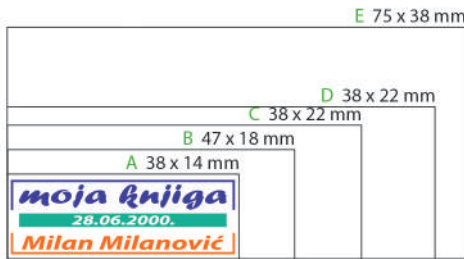 E 75 x 38 mm
D 38 x 22 mm
C 38 x 22 mm
B 47 x 18 mm
A 38 x 14 mm
moja knjiga
28.06.2000.
Milan Milanović